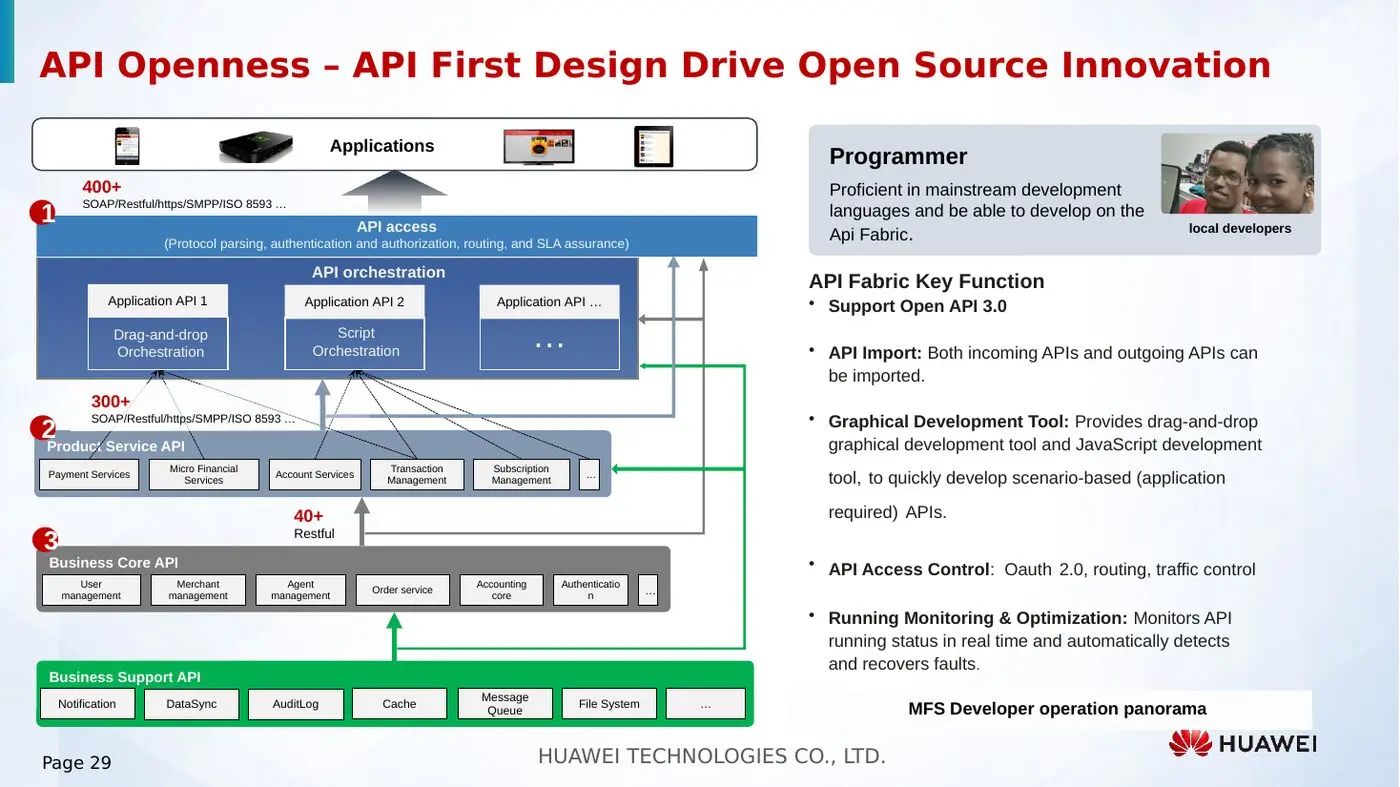 API Openness – API First Design Drive Open Source Innovation
Applications
400+
SOAP/Restful/https/SMPP/ISO 8593 …
1
API access
(Protocol parsing, authentication and authorization, routing, and SLA assurance)
API orchestration
Application API 1
Drag-and-drop
Orchestration
Application API 2
Script
Orchestration
Application API …
...
300+
SOAP/Restful/https/SMPP/ISO 8593 …
2
Product Service API
Payment Services
Micro Financial
Services
Account Services
Transaction
Management
Subscription
Management
…
40+
Restful
3
Business Core API
User
management
Merchant
management
Agent
management
Order service
Accounting
core
Authenticatio
n
…
Business Support API
Notification
DataSync
AuditLog
Cache
Message
Queue
File System
…
Programmer
Proficient in mainstream development
languages and be able to develop on the
Api Fabric.
local developers
API Fabric Key Function
• Support Open API 3.0
• API Import: Both incoming APIs and outgoing APIs can
be imported.
• Graphical Development Tool: Provides drag-and-drop
graphical development tool and JavaScript development
tool, to quickly develop scenario-based (application
required) APIs.
• API Access Control: Oauth 2.0, routing, traffic control
• Running Monitoring & Optimization: Monitors API
running status in real time and automatically detects
and recovers faults.
MFS Developer operation panorama
HUAWEI
HUAWEI TECHNOLOGIES CO., LTD.
Page 29